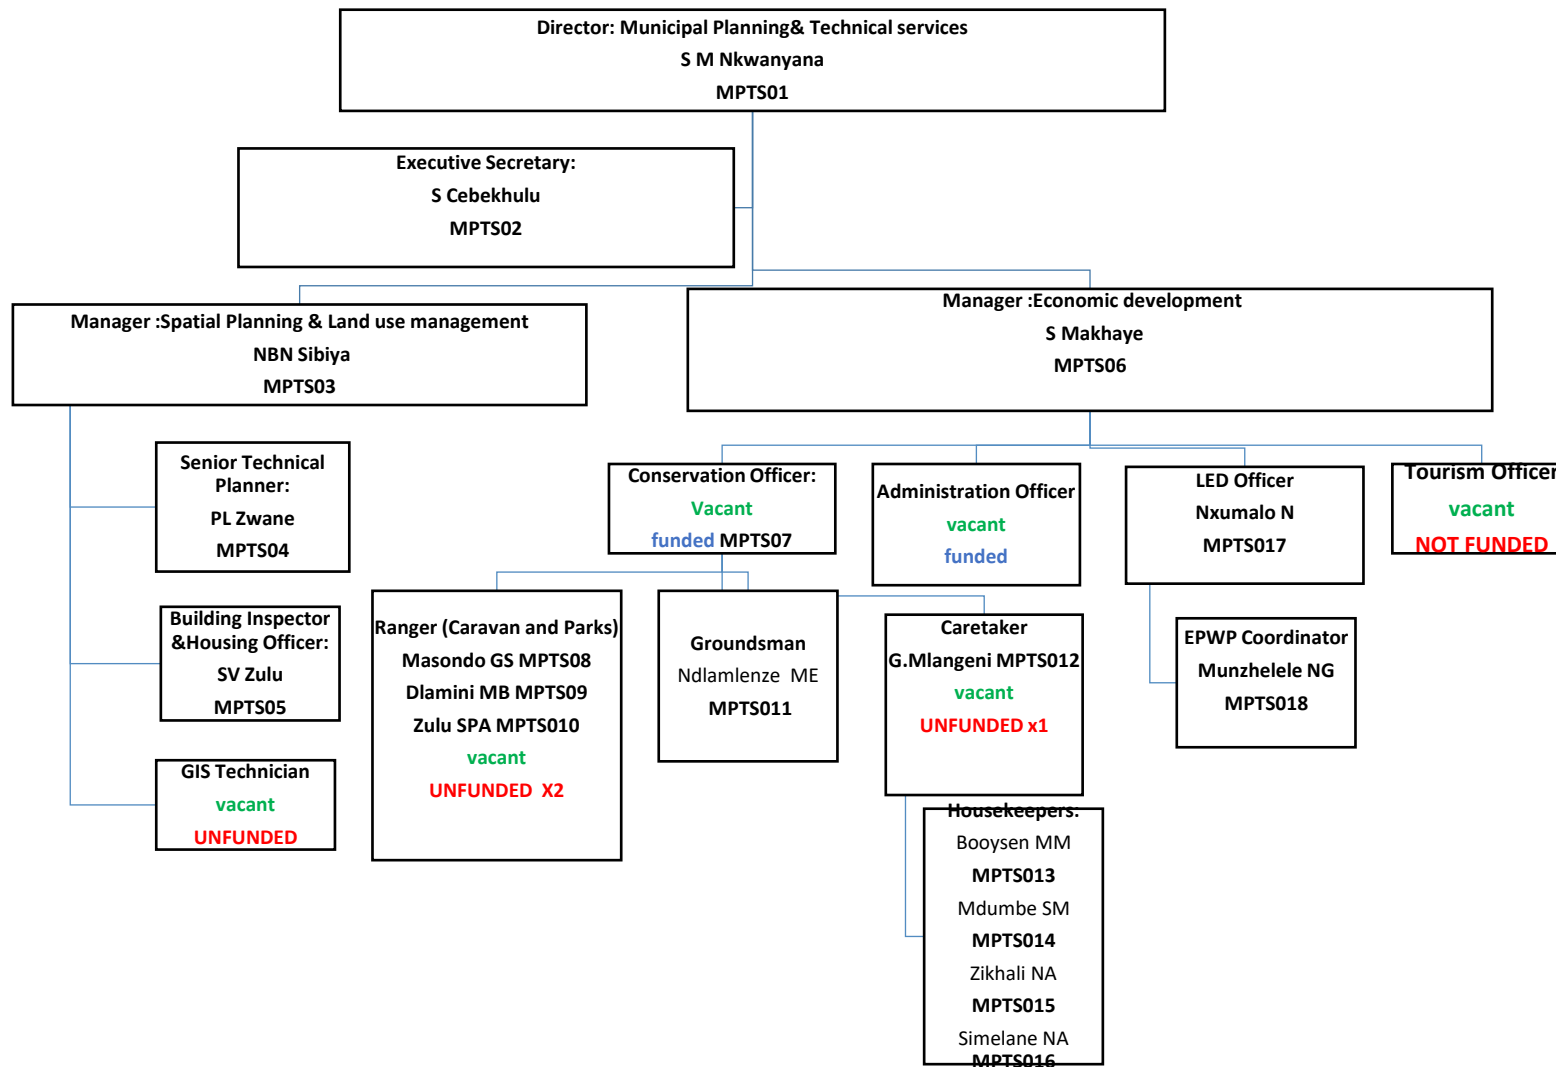 Director: Municipal Planning& Technical services
S M Nkwanyana
MPTS01
Executive Secretary:
S Cebekhulu
MPTS02
Manager :Spatial Planning & Land use management
NBN Sibiya
MPTS03
Manager :Economic development
S Makhaye
MPTS06
Senior Technical
Planner:
PL Zwane
MPTS04
Building Inspector
&Housing Officer:
SV Zulu
MPTS05
GIS Technician
vacant
UNFUNDED
Conservation Officer:
Vacant
funded MPTS07
Administration Officer
vacant
funded
LED Officer
Nxumalo N
MPTS017
Tourism Officer
vacant
NOT FUNDED
Ranger (Caravan and Parks)
Masondo GS MPTS08
Dlamini MB MPTS09
Zulu SPA MPTS010
vacant
UNFUNDED X2
Groundsman
Ndlamlenze ME
MPTS011
Caretaker
G.Mlangeni MPTS012
vacant
UNFUNDED x1
EPWP Coordinator
Munzhelele NG
MPTS018
Housekeepers:
Booysen MM
MPTS013
Mdumbe SM
MPTS014
Zikhali NA
MPTS015
Simelane NA
MPTS016